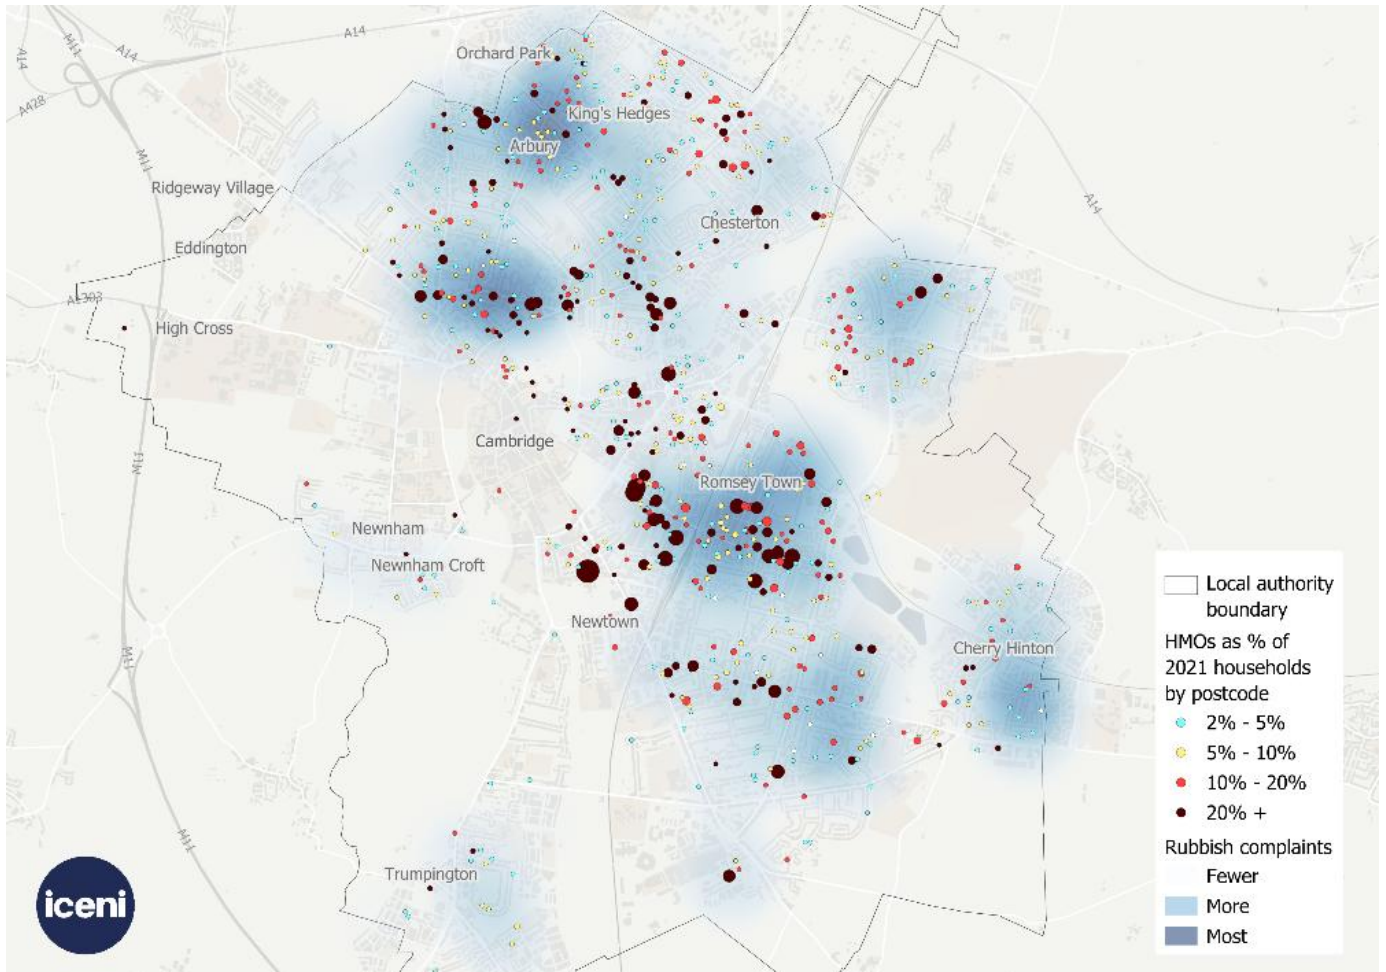 A14
M11
A14
A14
Orchard Park
A428
King's Hedges
Arbury
M11
Ridgeway Village
A14
Chesterton
Eddington
A1303
High Cross
Cambridge
M11
Romsey Town
Newnham
Newnham Croft
Newtown
Cherry Hinton
M11
M11
Trumpington
iceni
Local authority
boundary
HMOs as % of
2021 households
by postcode
2% - 5%
5% - 10%
10% - 20%
20% +
Rubbish complaints
Fewer
More
Most